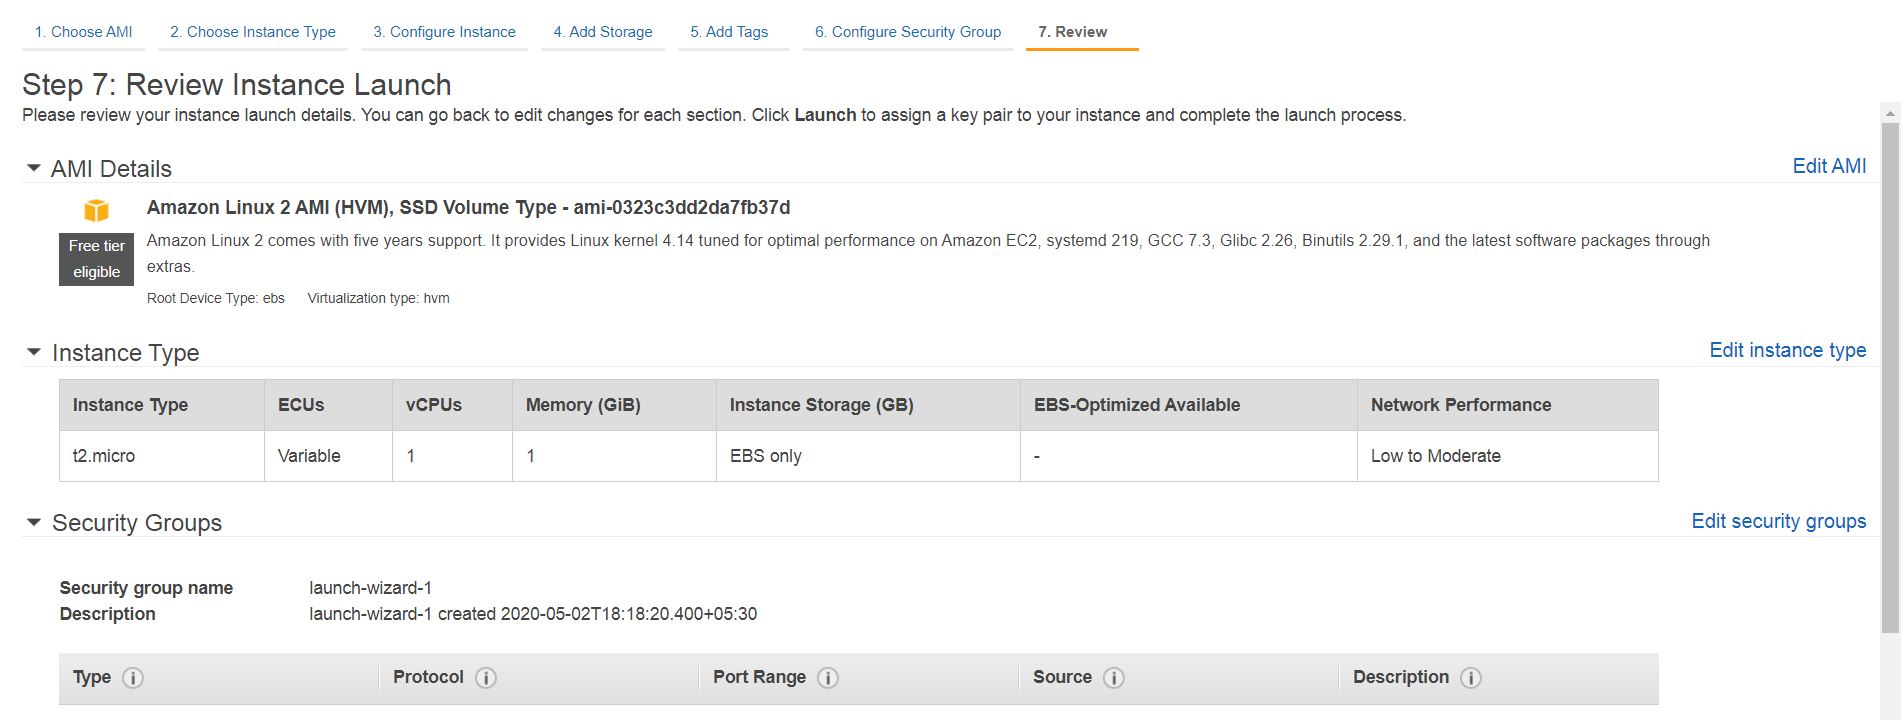 1. Choose AMI 2. Choose Instance Type 3. Configure Instance 4. Add Storage 5. Add Tags 6. Configure Security Group 7. Review
Step 7: Review Instance Launch
Please review your instance launch details. You can go back to edit changes for each section. Click Launch to assign a key pair to your instance and complete the launch process.
AMI Details Edit AMI
Amazon Linux 2 AMI (HVM), SSD Volume Type - ami-0323c3dd2da7fb37d
Free tier
eligible
Amazon Linux 2 comes with five years support. It provides Linux kernel 4.14 tuned for optimal performance on Amazon EC2, systemd 219, GCC 7.3, Glibc 2.26, Binutils 2.29.1, and the latest software packages through
extras.
Root Device Type: ebs Virtualization type: hvm
Instance Type Edit instance type
Instance Type ECUs vCPUs Memory (GiB) Instance Storage (GB) EBS-Optimized Available Network Performance
t2.micro Variable 1 1 EBS only - Low to Moderate
Security Groups Edit security groups
Security group name launch-wizard-1
Description launch-wizard-1 created 2020-05-02T18:18:20.400+05:30
Type i Protocol i Port Range i Source i Description i